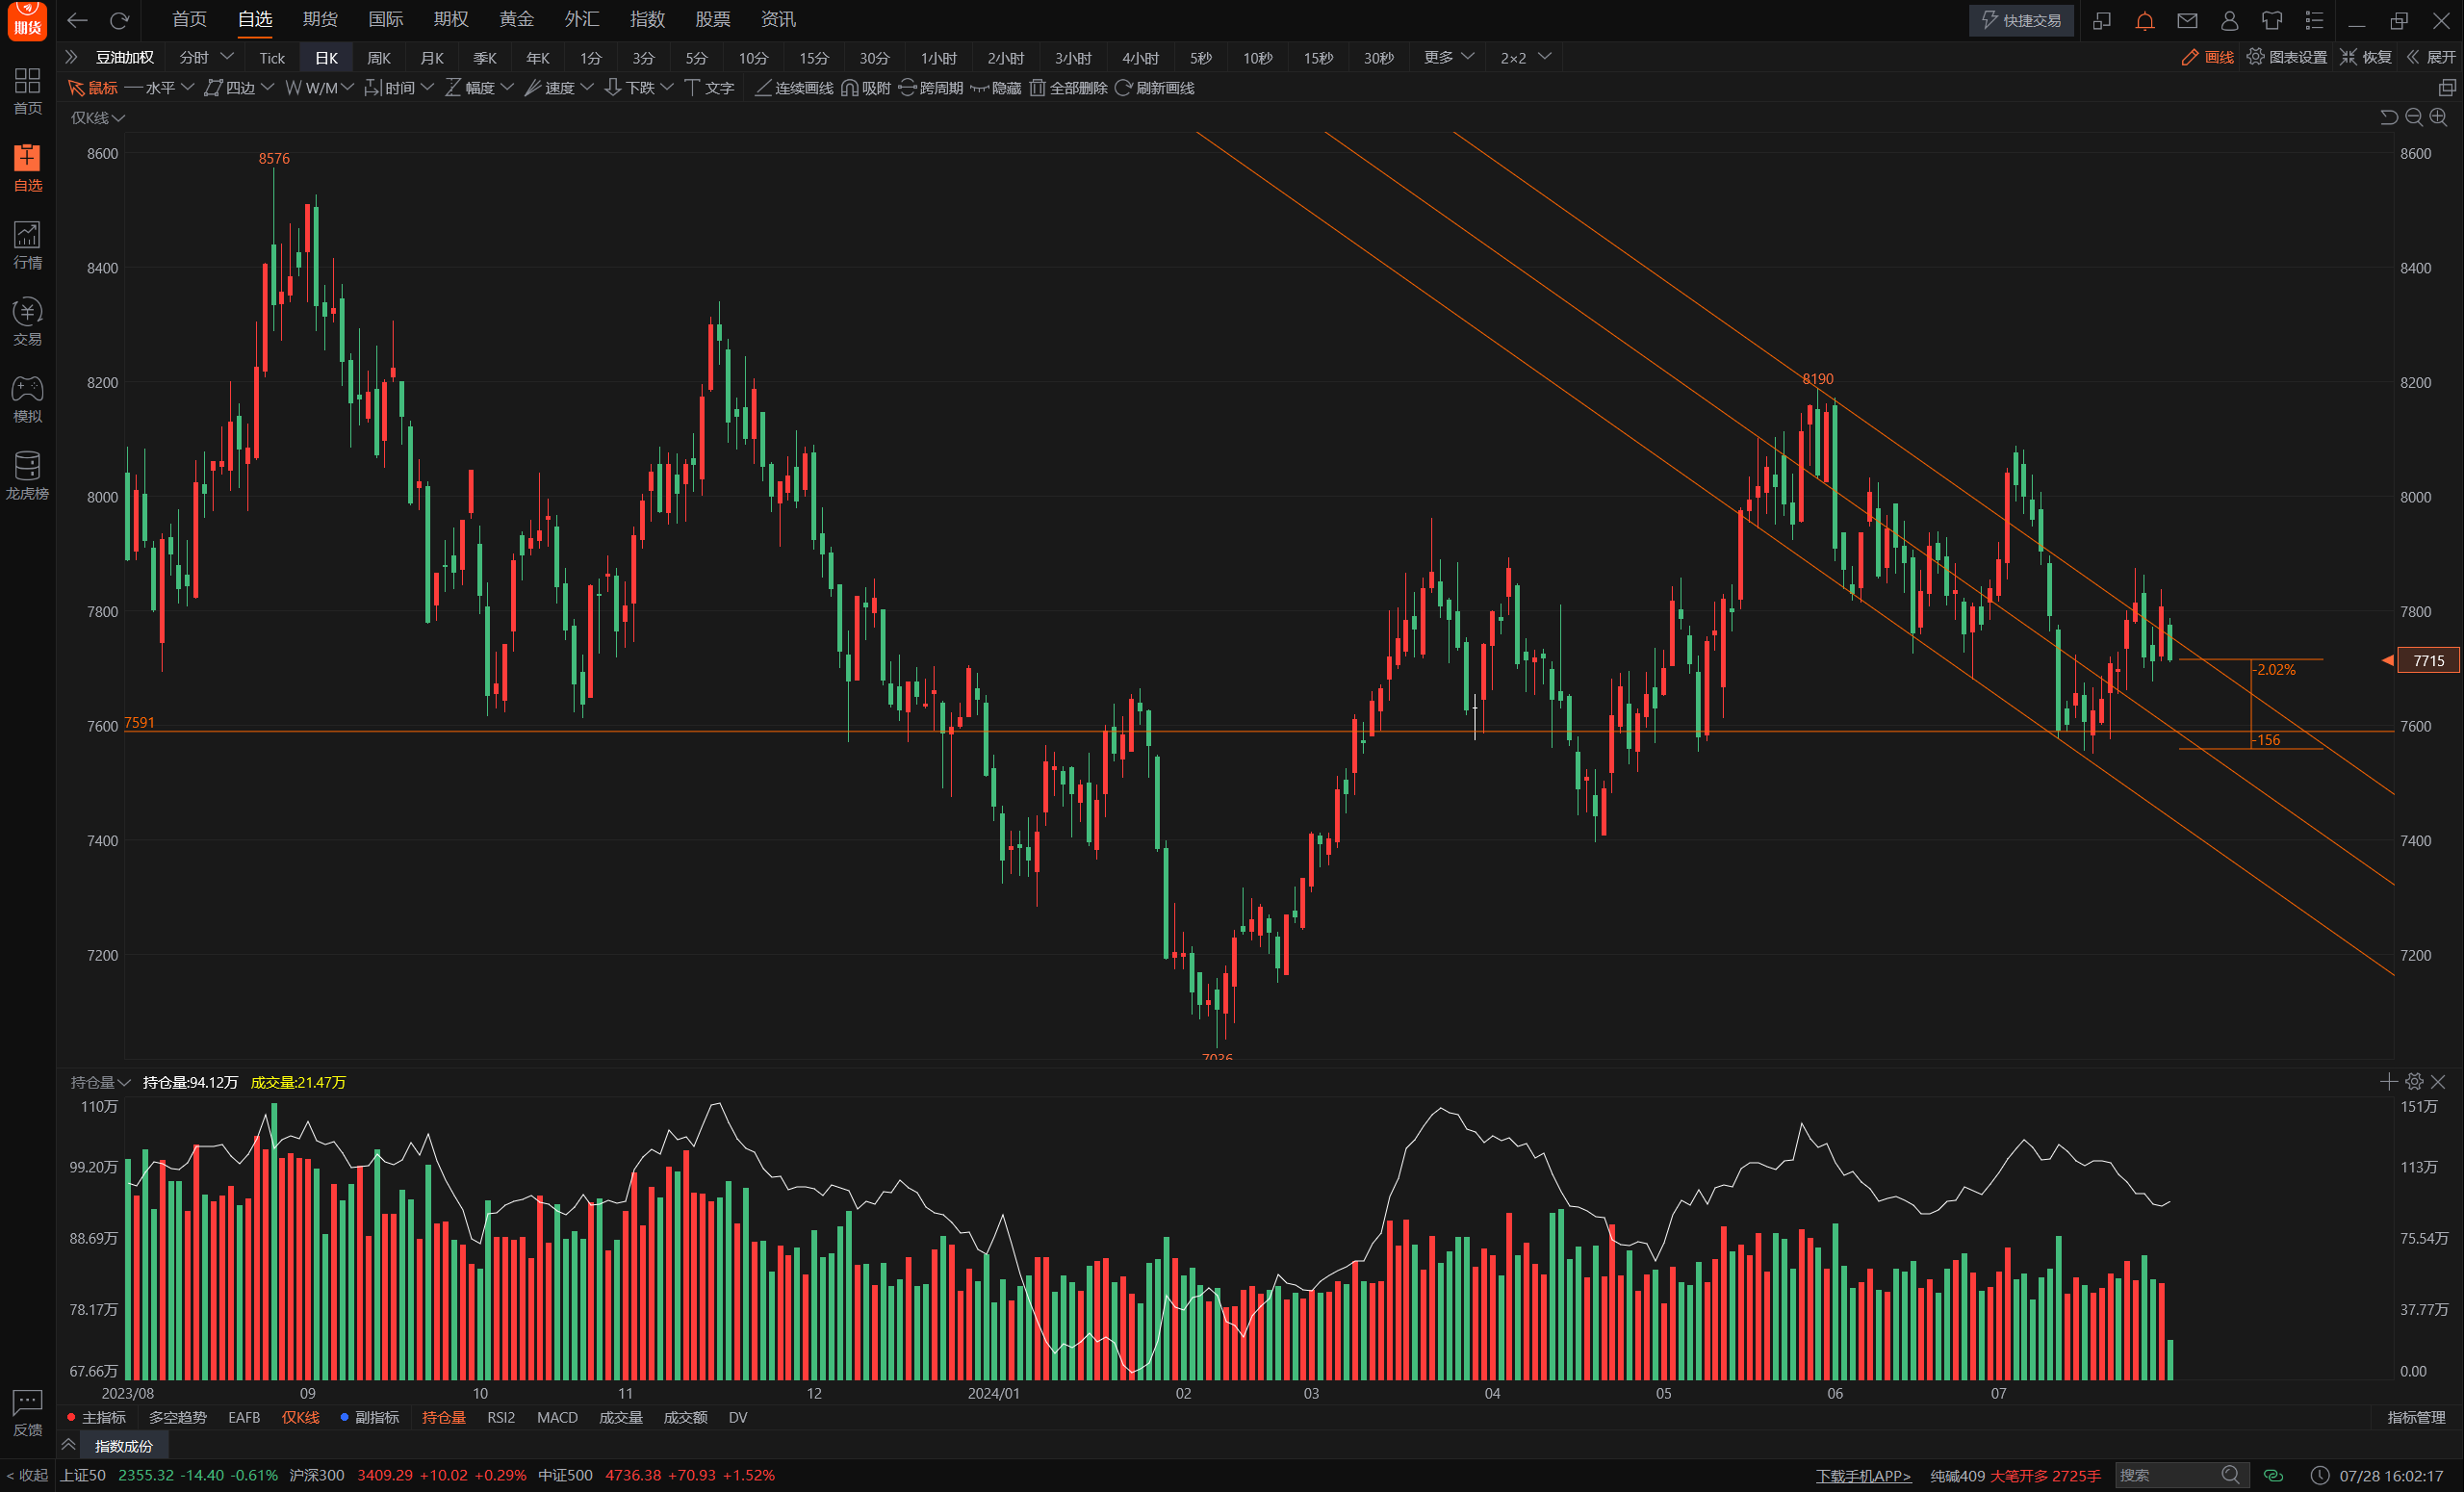 期货 首页 自选 期货 国际 期权 黄金 外汇 指数 股票 资讯 快捷交易
豆油加权 分时 Tick 日K 周K 月K 季K 年K 1分 3分 5分 10分 15分 30分 1小时 2小时 3小时 4小时 5秒 10秒 15秒 30秒 更多 2×2 画线 图表设置 恢复 展开
鼠标 水平 四边 W/M 时间 幅度 速度 下跌 文字 连续画线 吸附 跨周期 隐藏 全部删除 刷新画线
首页
自选
行情
交易
模拟
龙虎榜
反馈
仅K线
8600 8576 8600
8400 8400
8200 8190 8200
8000 8000
7800 7800
7715
-2.02%
7600 7591 7600
-156
7400 7400
7200 7200
7036
持仓量 持仓量:94.12万 成交量:21.47万
110万 151万
99.20万 113万
88.69万 75.54万
78.17万 37.77万
67.66万 0.00
2023/08 09 10 11 12 2024/01 02 03 04 05 06 07
主指标 多空趋势 EAFB 仅K线 副指标 持仓量 RSI2 MACD 成交量 成交额 DV 指标管理
指数成份
< 收起 上证50 2355.32 -14.40 -0.61% 沪深300 3409.29 +10.02 +0.29% 中证500 4736.38 +70.93 +1.52% 下载手机APP> 纯碱409 大笔开多 2725手 搜索 07/28 16:02:17